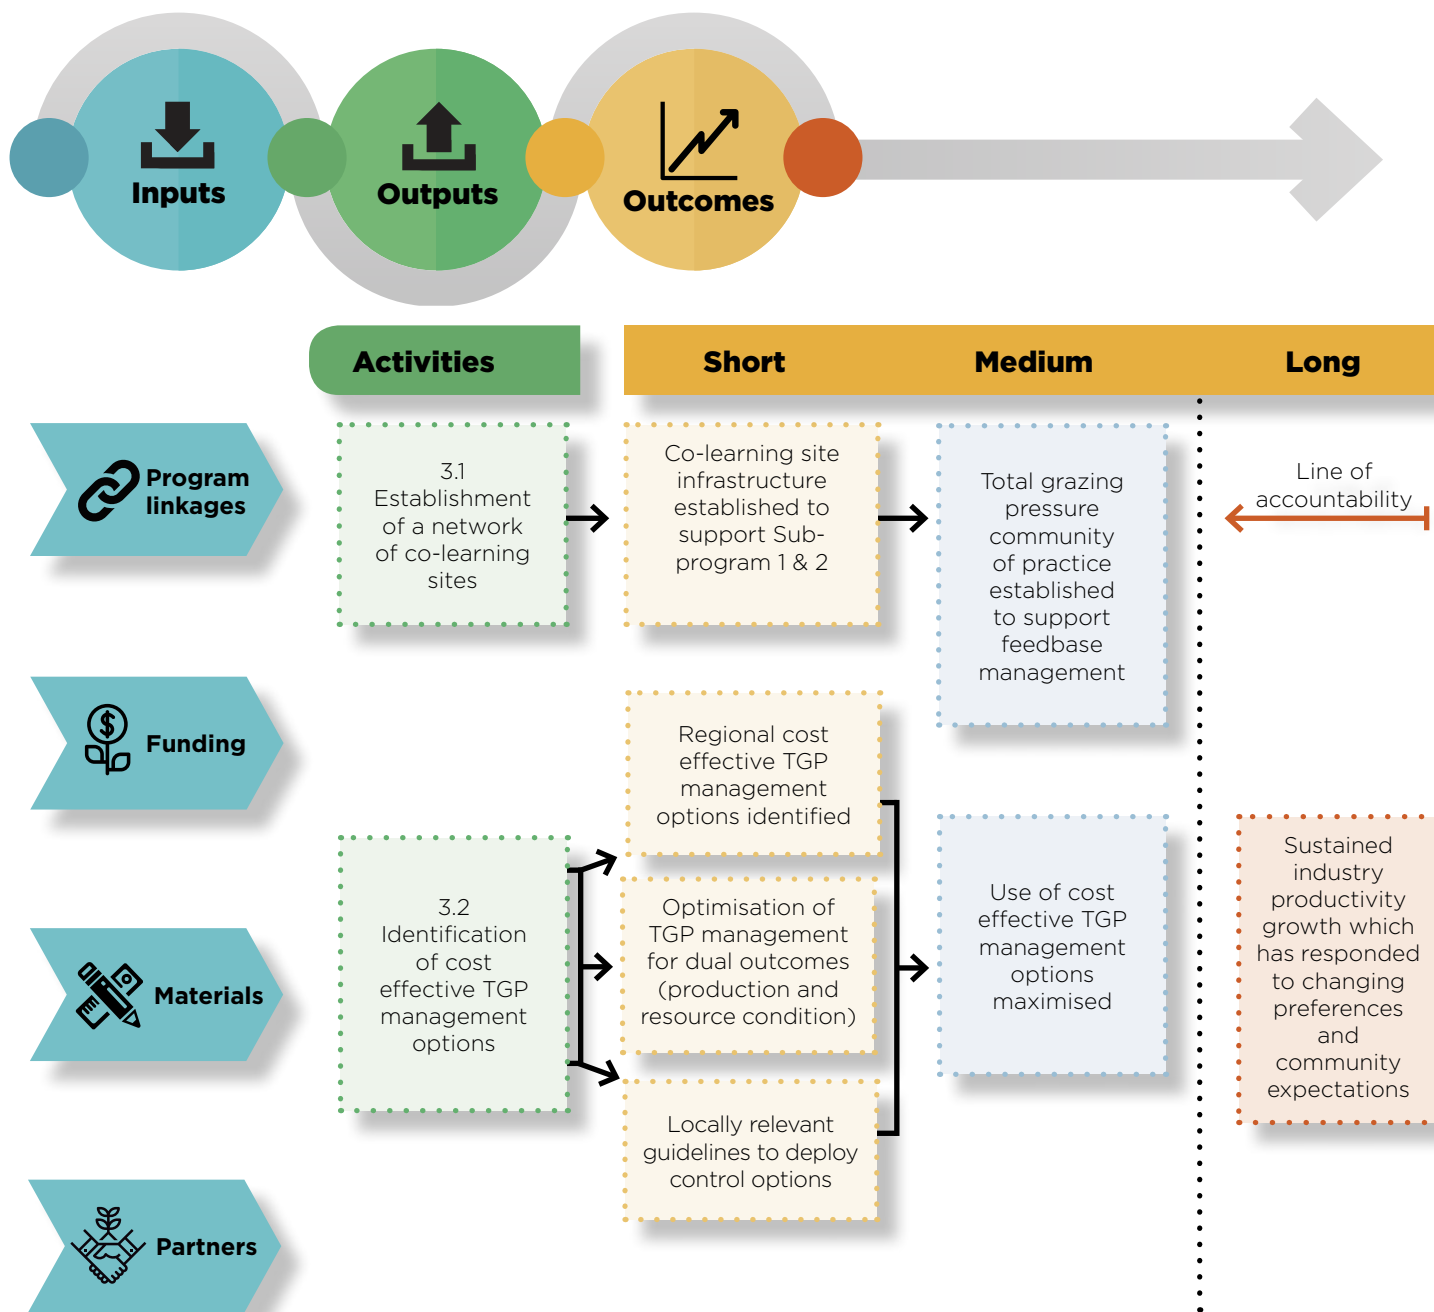 Inputs
Outputs
Outcomes
Activities
Short
Medium
Long
Program
linkages
3.1
Establishment
of a network
of co-learning
sites
Co-learning site
infrastructure
established to
support Sub-
program 1 & 2
Total grazing
pressure
community
of practice
established
to support
feedbase
management
Line of
accountability
Funding
Regional cost
effective TGP
management
options identified
3.2
Identification
of cost
effective TGP
management
options
Optimisation of
TGP management
for dual outcomes
(production and
resource condition)
Use of cost
effective TGP
management
options
maximised
Sustained
industry
productivity
growth which
has responded
to changing
preferences
and
community
expectations
Materials
Locally relevant
guidelines to deploy
control options
Partners